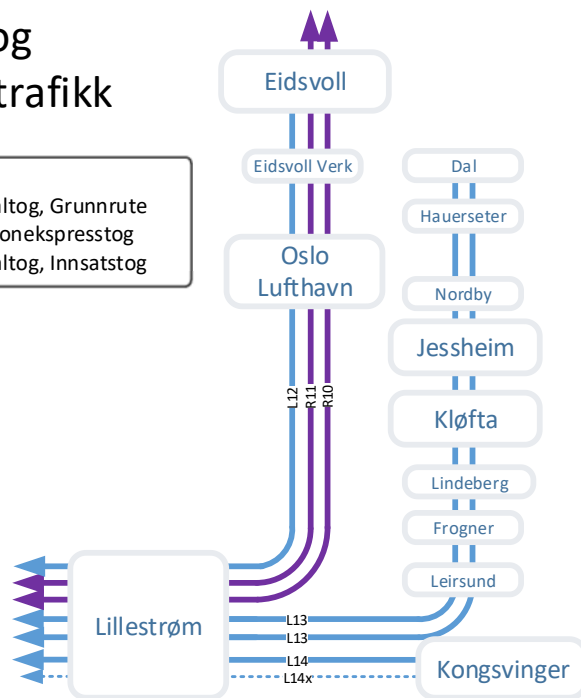 og
trafikk
altog, Grunnrute
onekspresstog
altog, Innsatstog
Eidsvoll
Eidsvoll Verk
Dal
Hauerseter
Oslo
Lufthavn
Nordby
Jessheim
L12
R11
R10
Kløfta
Lindeberg
Frogner
Leirsund
Lillestrøm
L13
L13
L14
L14x
Kongsvinger